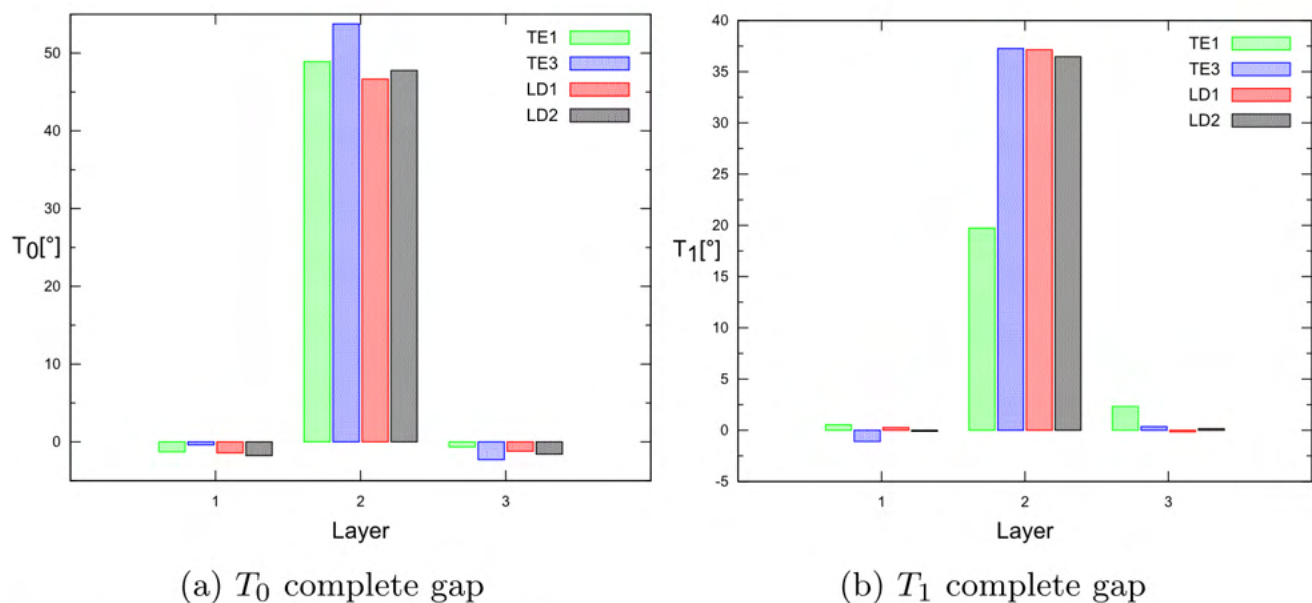 TE1
TE3
LD1
LD2
50
40
30
20
10
0
T0[°]
1 2 3
Layer
(a) T0 complete gap
TE1
TE3
LD1
LD2
40
35
30
25
20
15
10
5
0
-5
T1[°]
1 2 3
Layer
(b) T1 complete gap